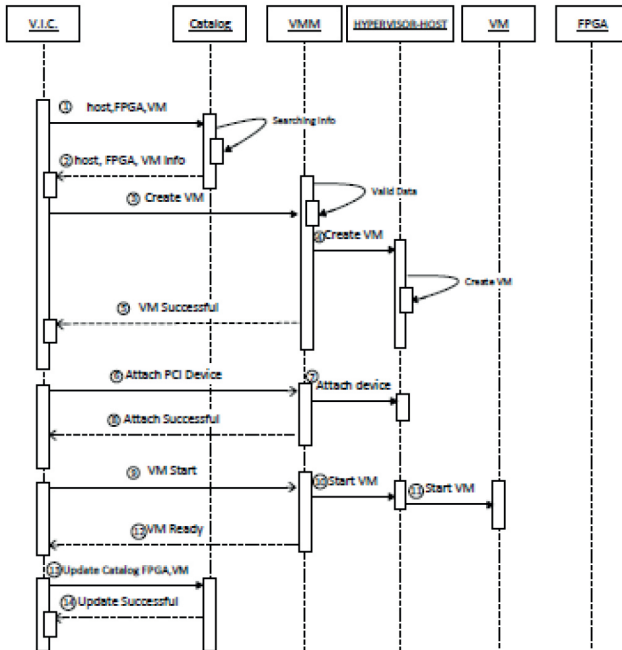 V.I.C. Catalog VMM HYPERVISOR-HOST VM FPGA
① host,FPGA,VM
Searching Info
② host, FPGA, VM Info
③ Create VM
Valid Data
④ Create VM
Create VM
⑤ VM Successful
⑥ Attach PCI Device
⑦ Attach device
⑧ Attach Successful
⑨ VM Start
⑩ Start VM
⑪ Start VM
⑫ VM Ready
⑬ Update Catalog FPGA,VM
⑭ Update Successful